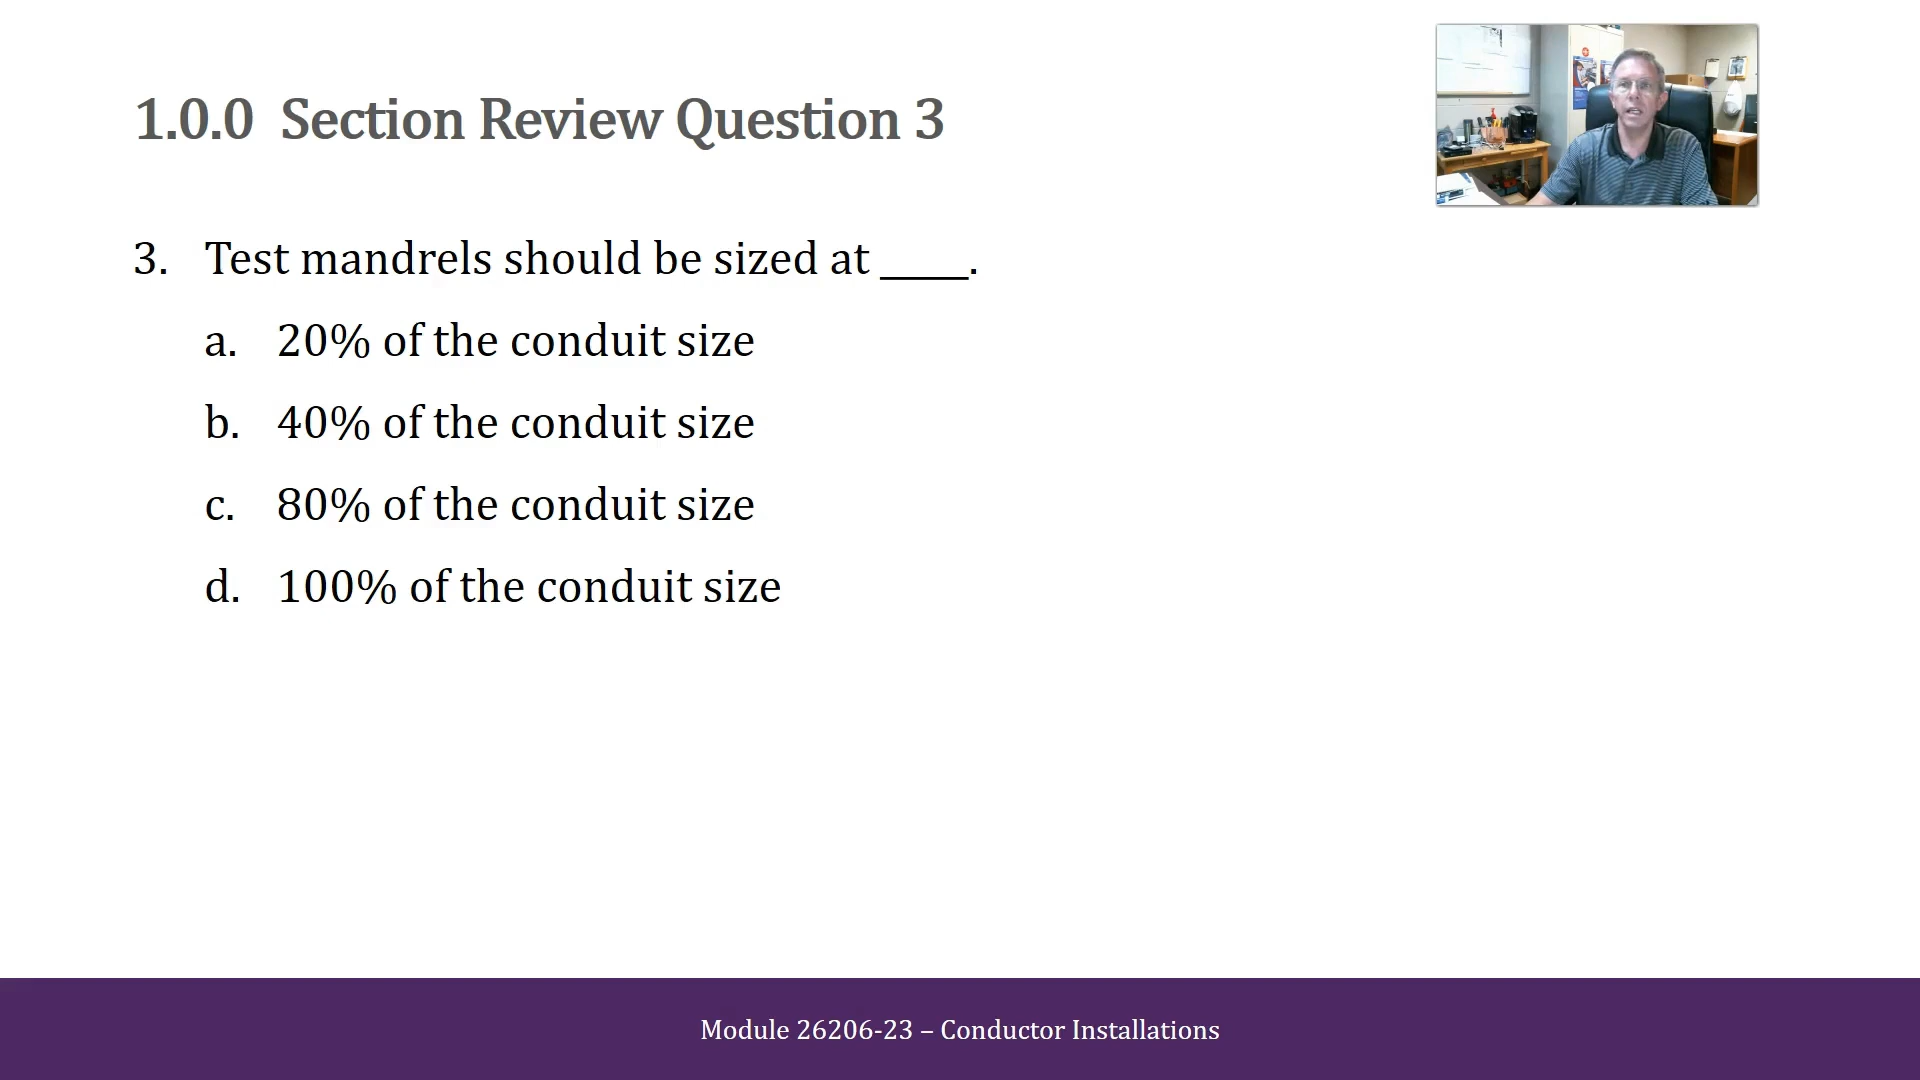 1.0.0 Section Review Question 3
3. Test mandrels should be sized at _____.
a. 20% of the conduit size
b. 40% of the conduit size
c. 80% of the conduit size
d. 100% of the conduit size
Module 26206-23 – Conductor Installations